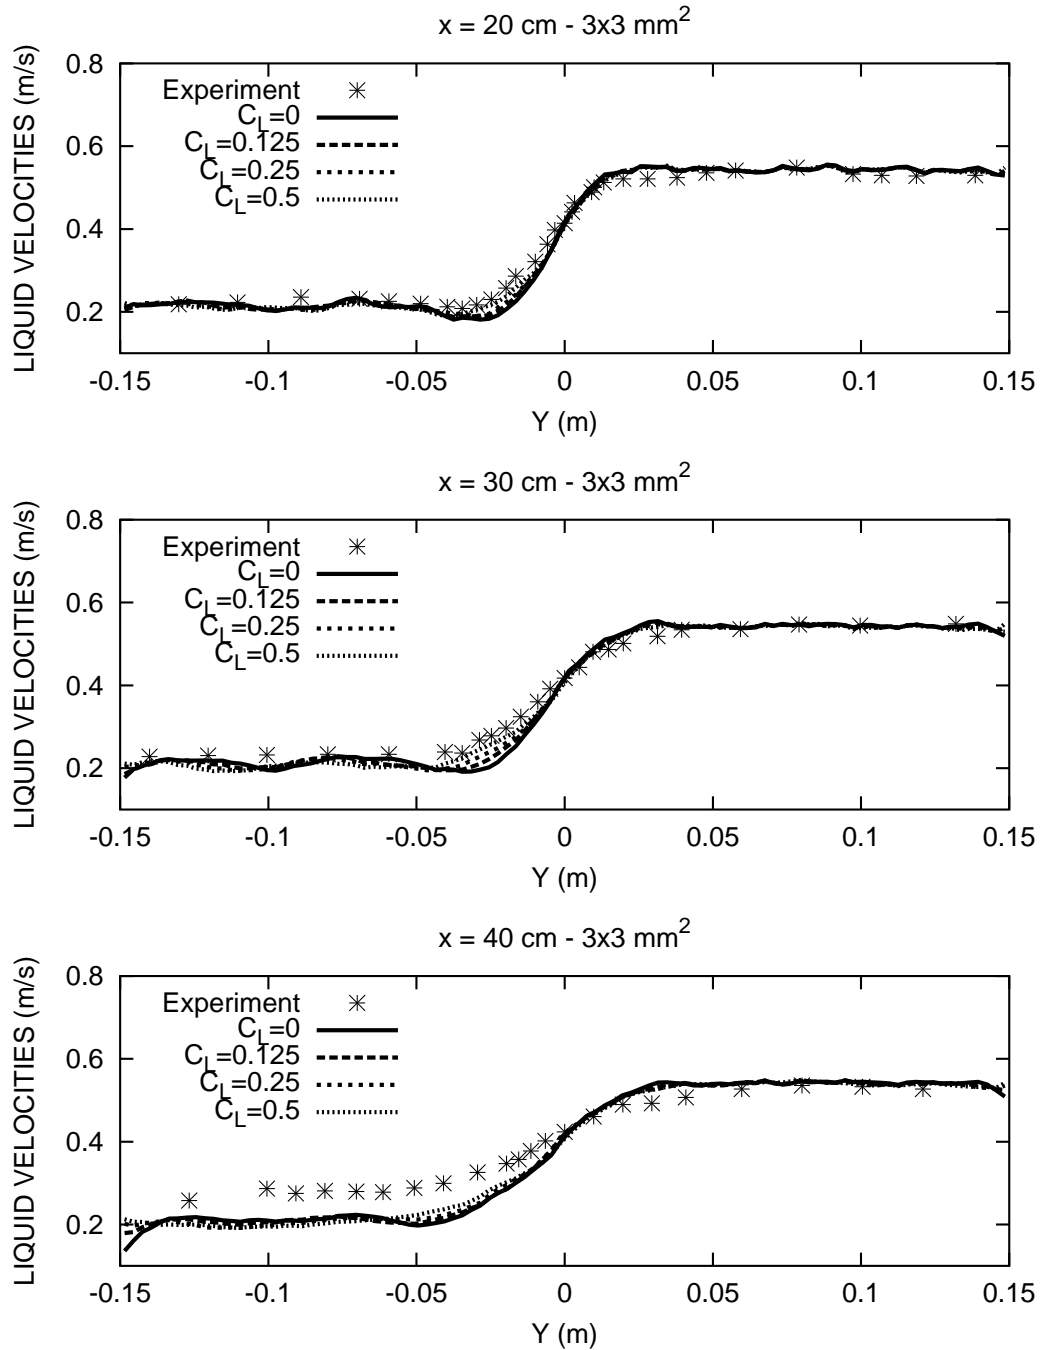 x = 20 cm - 3x3 mm²
LIQUID VELOCITIES (m/s)
0.8
0.6
0.4
0.2
Experiment
C_L=0
C_L=0.125
C_L=0.25
C_L=0.5
-0.15 -0.1 -0.05 0 0.05 0.1 0.15
Y (m)
x = 30 cm - 3x3 mm²
LIQUID VELOCITIES (m/s)
0.8
0.6
0.4
0.2
Experiment
C_L=0
C_L=0.125
C_L=0.25
C_L=0.5
-0.15 -0.1 -0.05 0 0.05 0.1 0.15
Y (m)
x = 40 cm - 3x3 mm²
LIQUID VELOCITIES (m/s)
0.8
0.6
0.4
0.2
Experiment
C_L=0
C_L=0.125
C_L=0.25
C_L=0.5
-0.15 -0.1 -0.05 0 0.05 0.1 0.15
Y (m)